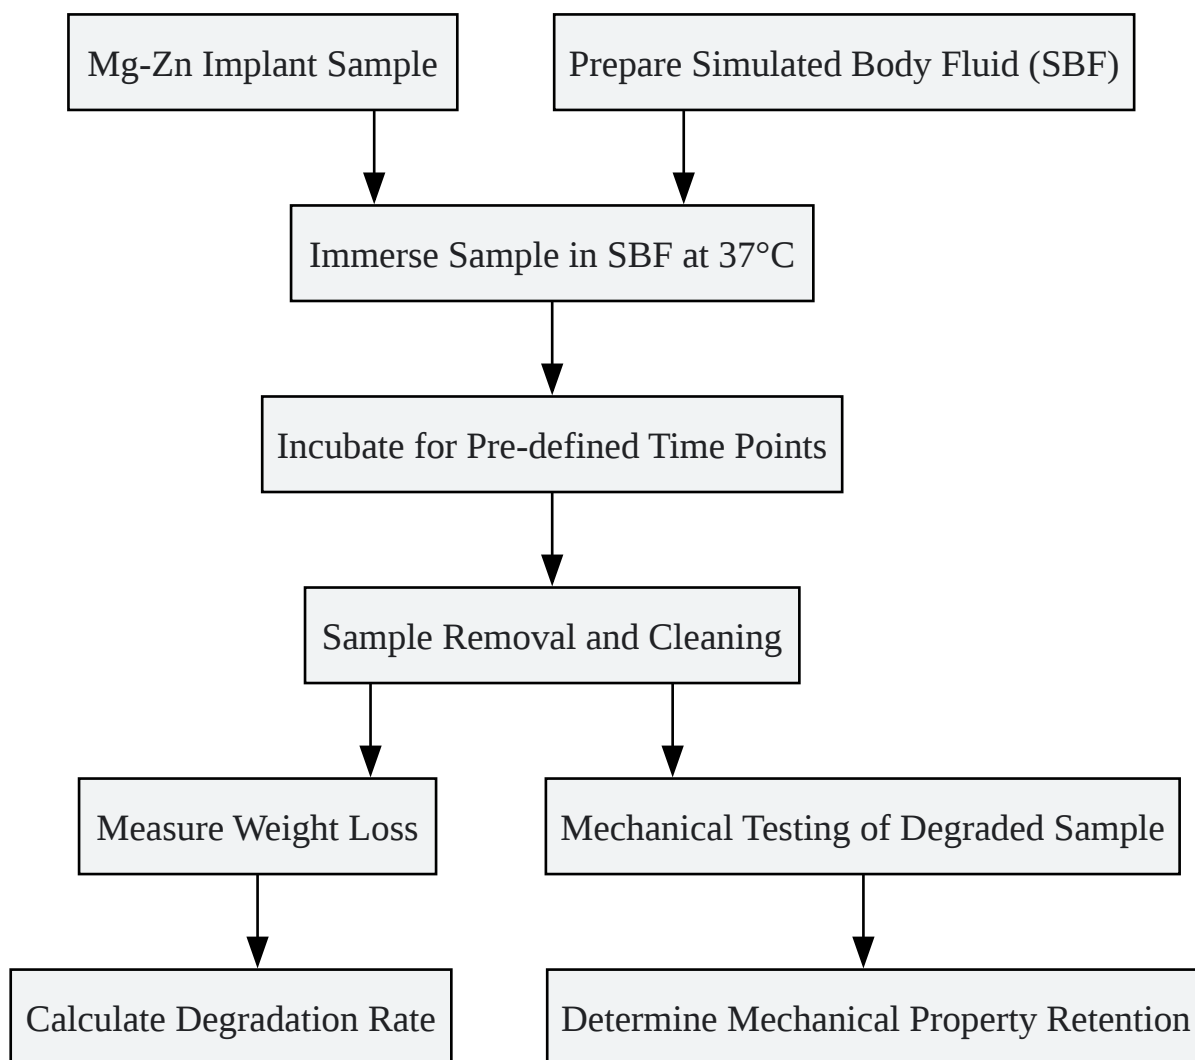 Mg-Zn Implant Sample
Prepare Simulated Body Fluid (SBF)
Immerse Sample in SBF at 37°C
Incubate for Pre-defined Time Points
Sample Removal and Cleaning
Measure Weight Loss
Mechanical Testing of Degraded Sample
Calculate Degradation Rate
Determine Mechanical Property Retention